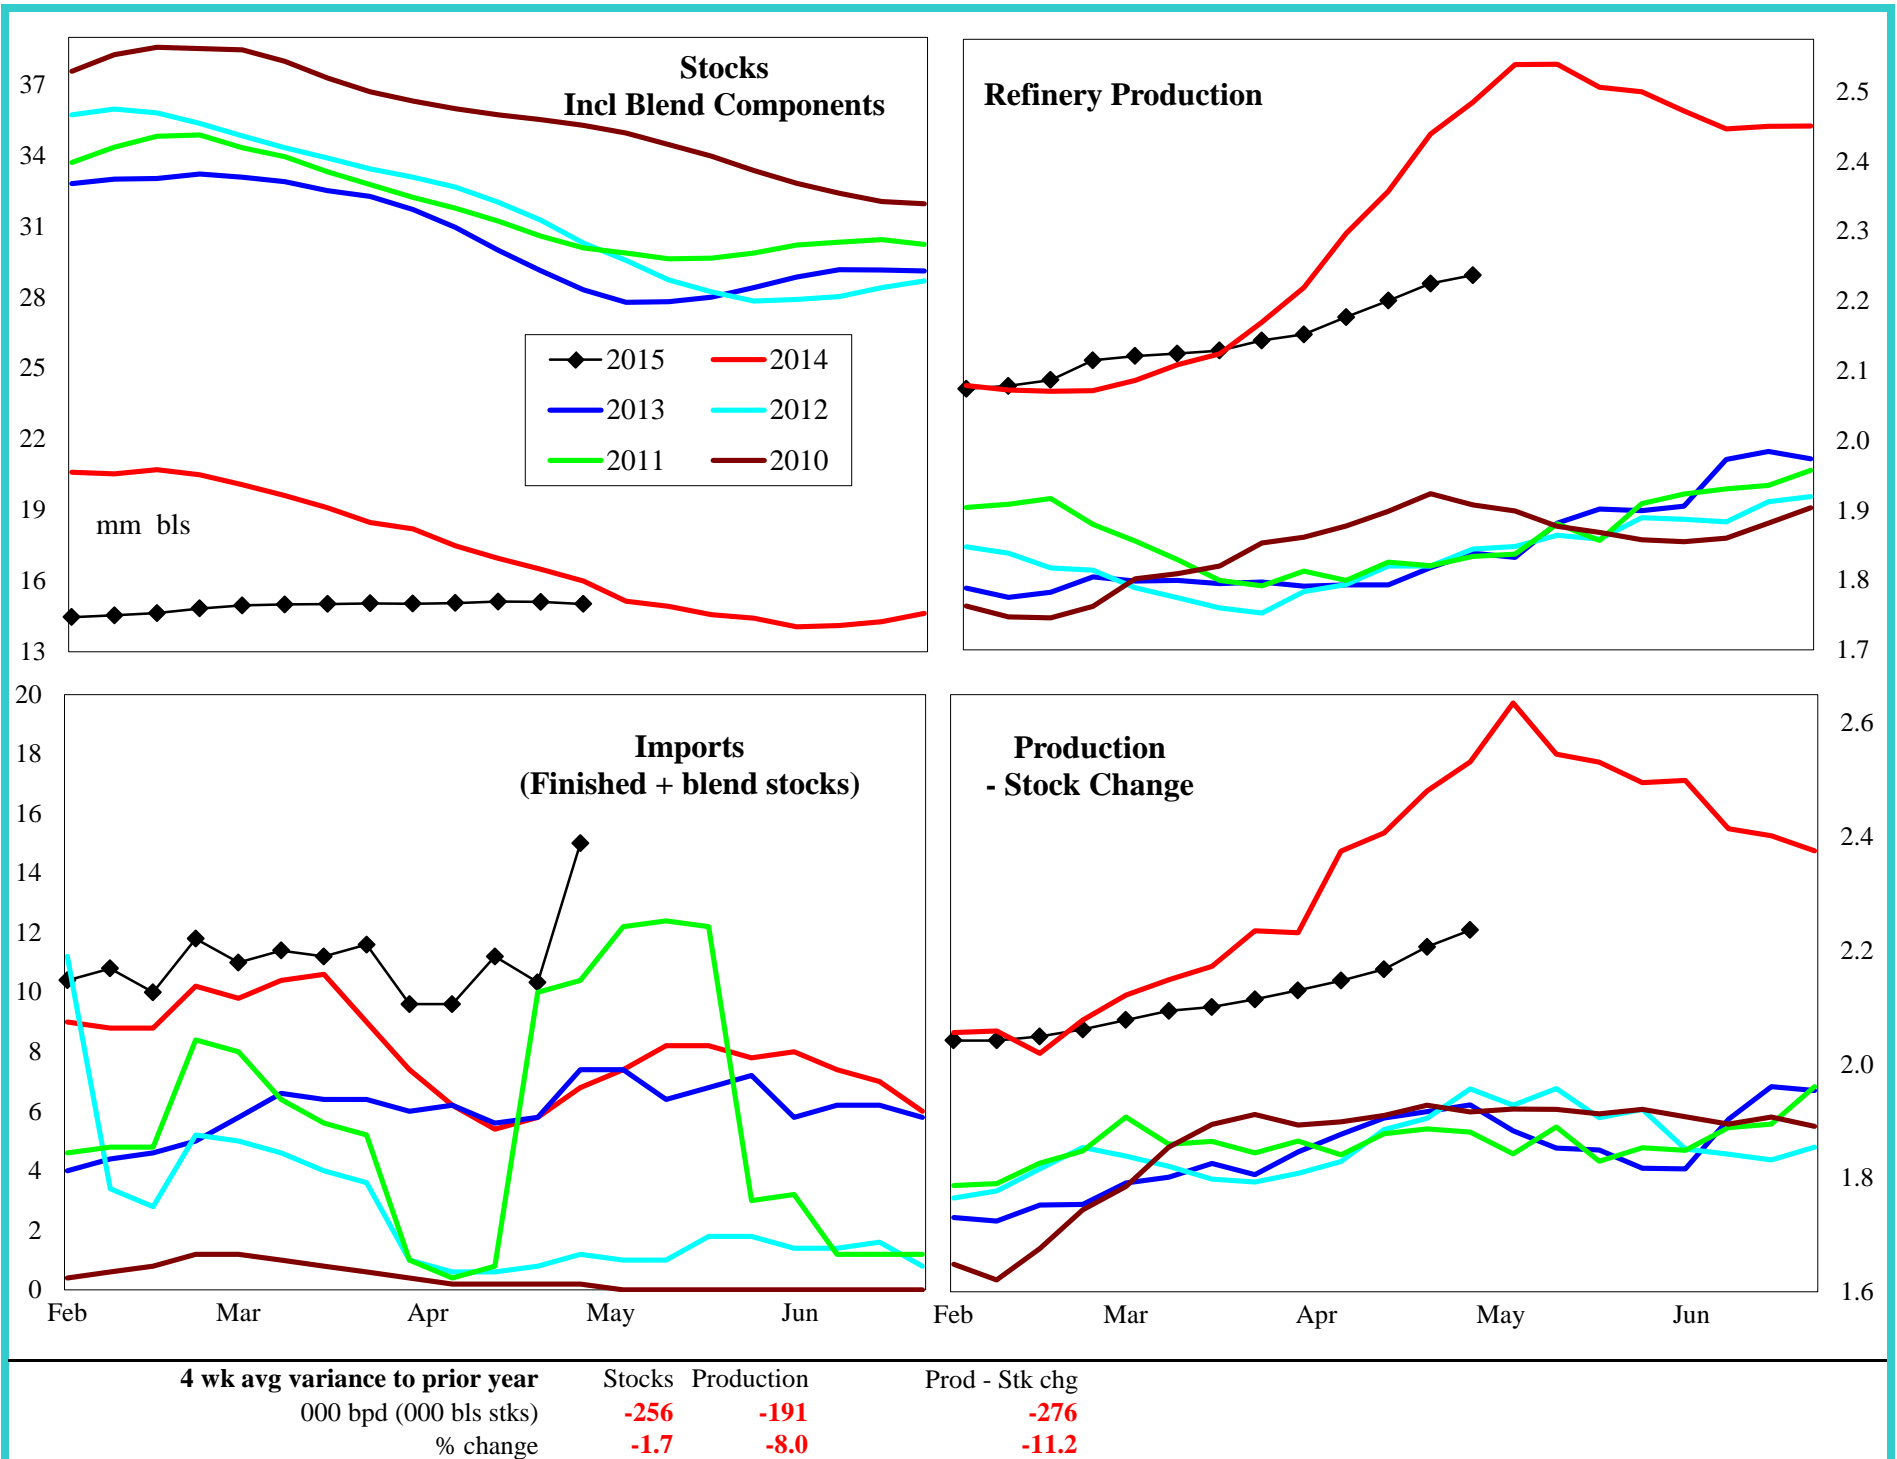 Stocks
Incl Blend Components
37
34
31
28
25
22
19
16
13
mm bls
2015
2014
2013
2012
2011
2010
Refinery Production
2.5
2.4
2.3
2.2
2.1
2.0
1.9
1.8
1.7
Imports
(Finished + blend stocks)
20
18
16
14
12
10
8
6
4
2
0
Feb
Mar
Apr
May
Jun
Production
- Stock Change
2.6
2.4
2.2
2.0
1.8
1.6
Feb
Mar
Apr
May
Jun
4 wk avg variance to prior year Stocks Production Prod - Stk chg
000 bpd (000 bls stks) -256 -191 -276
% change -1.7 -8.0 -11.2